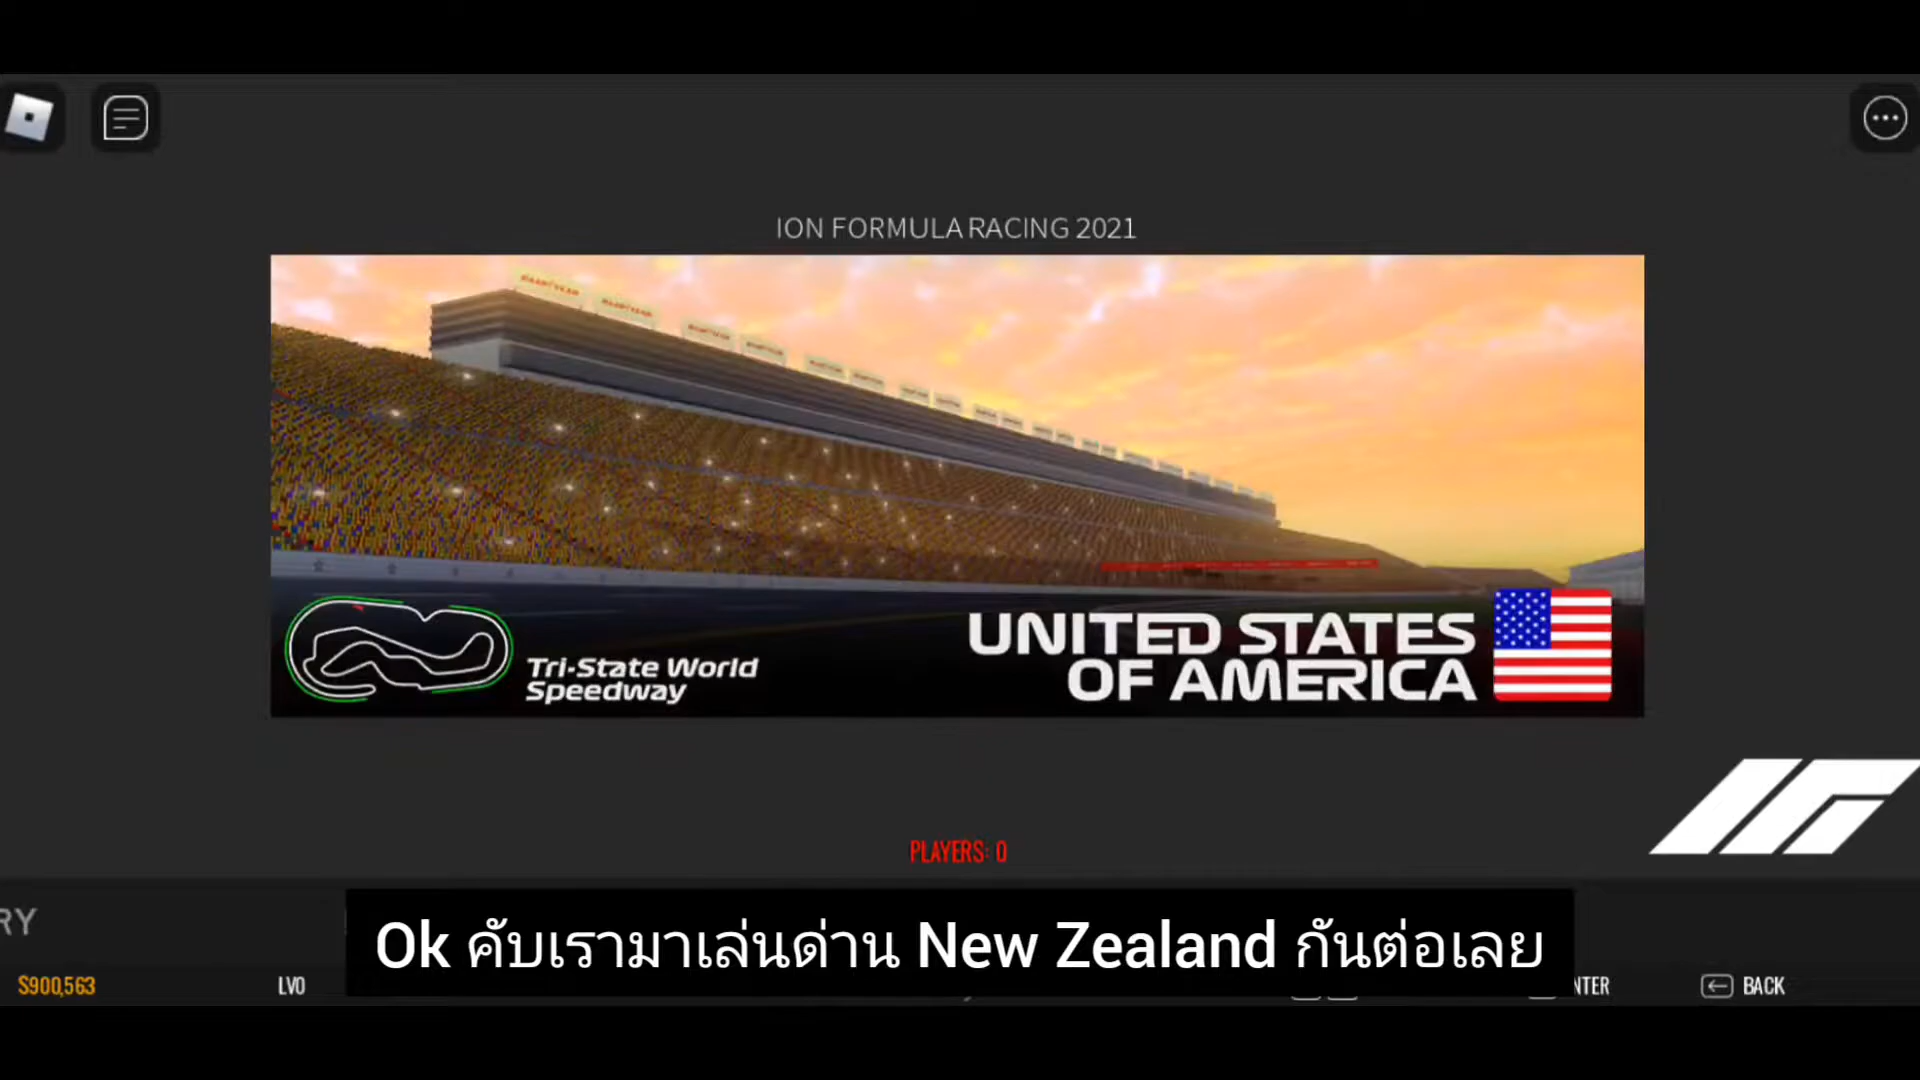 ION FORMULA RACING 2021
Tri-State World
Speedway
UNITED STATES
OF AMERICA
PLAYERS: 0
RY
Ok คับเรามาเล่นด่าน New Zealand กันต่อเลย
$900,563
LV0
NTER
BACK